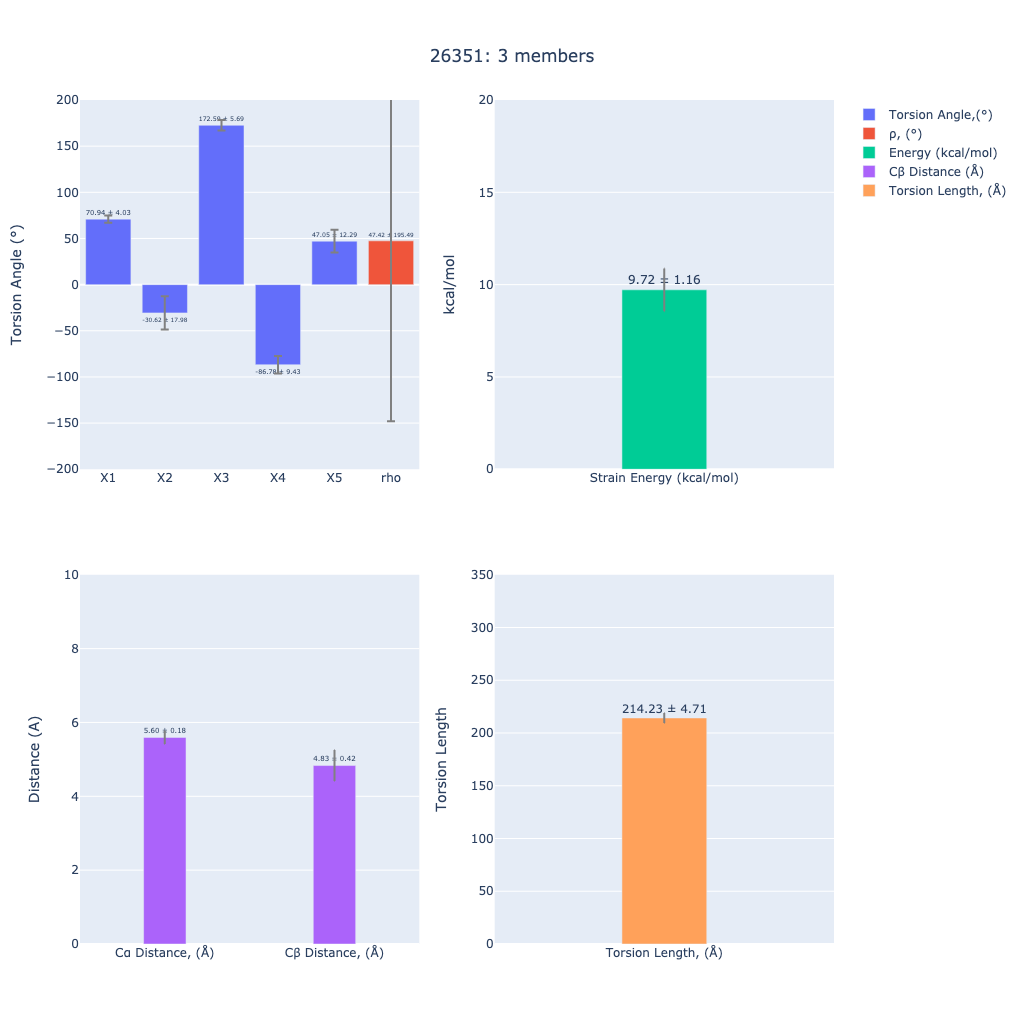 26351: 3 members
Torsion Angle (°)
200
150
100
50
0
−50
−100
−150
−200
70.94 ± 4.03
-30.62 ± 17.98
172.59 ± 5.69
47.05 ± 12.29
47.42 ± 195.49
X1
X2
X3
X4
X5
rho
kcal/mol
20
15
10
5
0
9.72 ± 1.16
Strain Energy (kcal/mol)
Torsion Angle,(°)
ρ, (°)
Energy (kcal/mol)
Cβ Distance (Å)
Torsion Length, (Å)
Distance (A)
10
8
6
4
2
0
5.60 ± 0.18
4.83 ± 0.42
Cα Distance, (Å)
Cβ Distance, (Å)
Torsion Length
350
300
250
200
150
100
50
0
214.23 ± 4.71
Torsion Length, (Å)